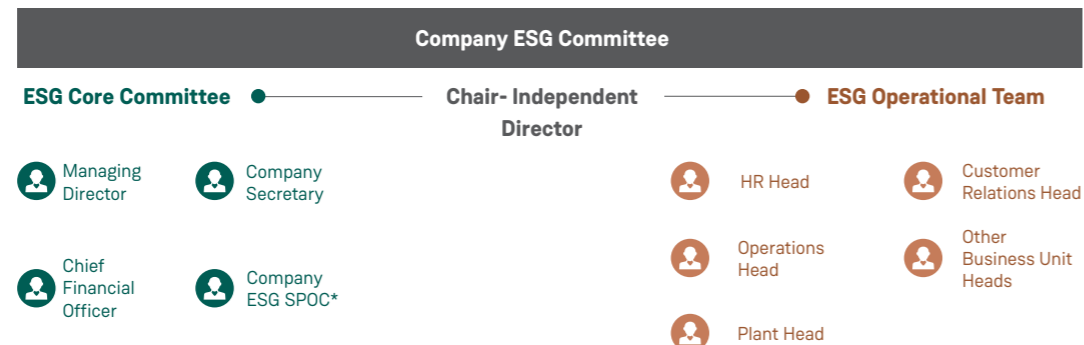 Company ESG Committee
ESG Core Committee
Chair- Independent
Director
ESG Operational Team
Managing
Director
Company
Secretary
Chief
Financial
Officer
Company
ESG SPOC*
HR Head
Customer
Relations Head
Operations
Head
Other
Business Unit
Heads
Plant Head